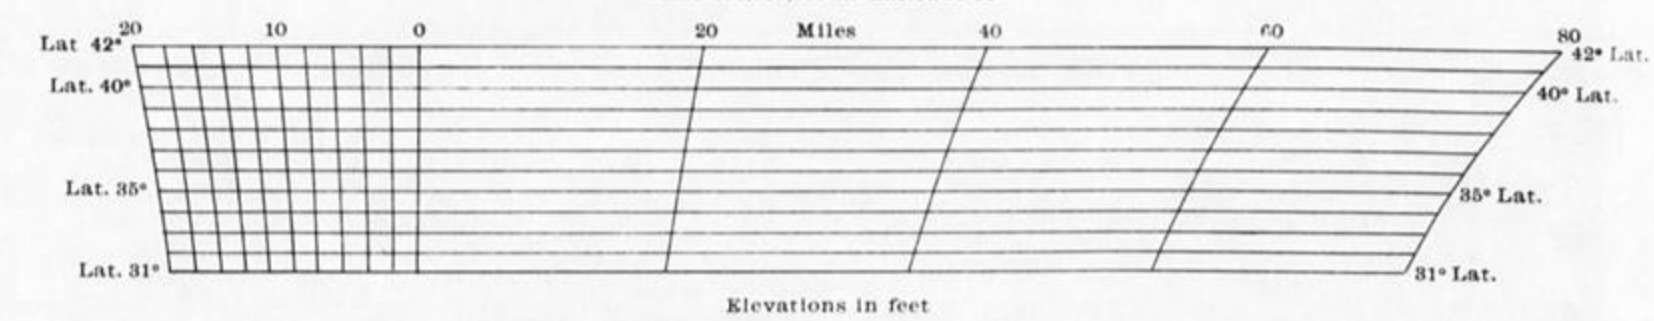 20 10 0 20 Miles 40 60 80
Lat 42° 42° Lat.
Lat. 40° 40° Lat.
Lat. 35° 35° Lat.
Lat. 31° 31° Lat.
Elevations in feet